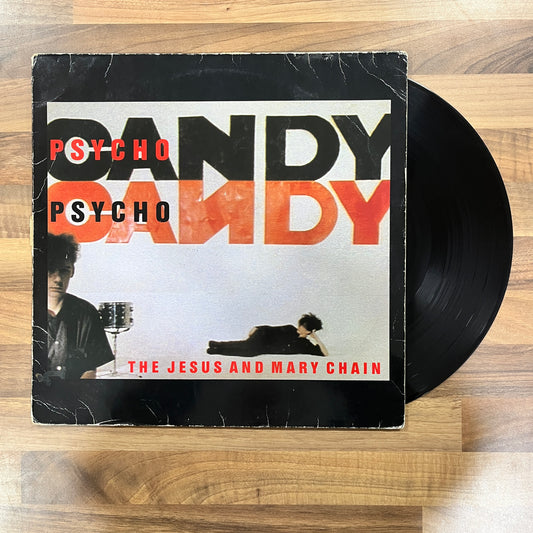 CANDY
PSYCHO
CANDY
PSYCHO
THE JESUS AND MARY CHAIN